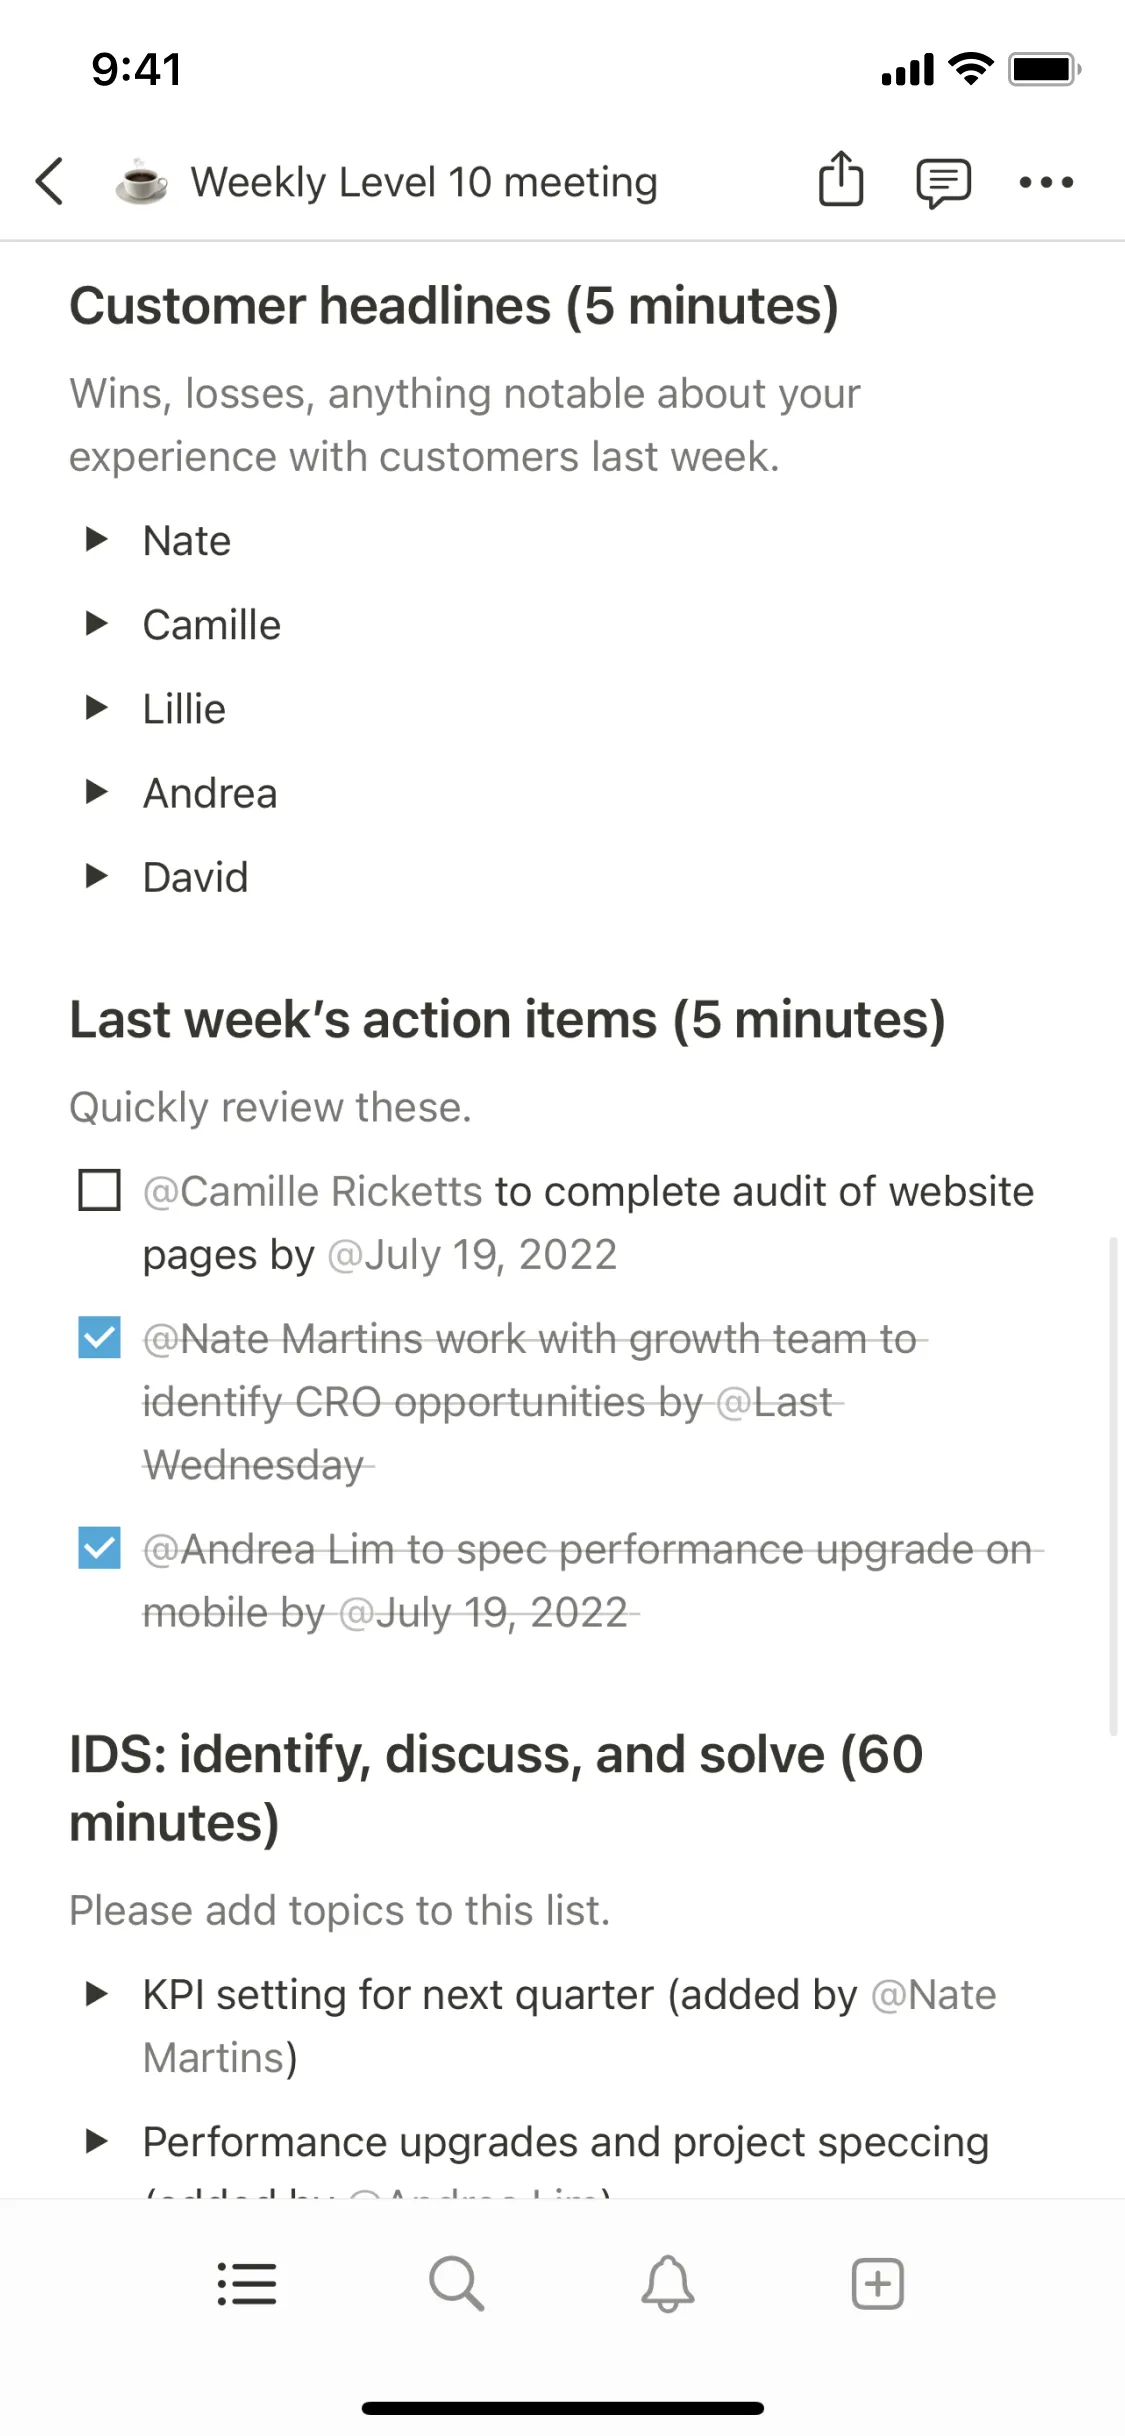 9:41
Weekly Level 10 meeting
Customer headlines (5 minutes)
Wins, losses, anything notable about your
experience with customers last week.
Nate
Camille
Lillie
Andrea
David
Last week’s action items (5 minutes)
Quickly review these.
@Camille Ricketts to complete audit of website
pages by @July 19, 2022
@Nate Martins work with growth team to
identify CRO opportunities by @Last
Wednesday
@Andrea Lim to spec performance upgrade on
mobile by @July 19, 2022
IDS: identify, discuss, and solve (60
minutes)
Please add topics to this list.
KPI setting for next quarter (added by @Nate
Martins)
Performance upgrades and project speccing
(added by @Andrea Lim)